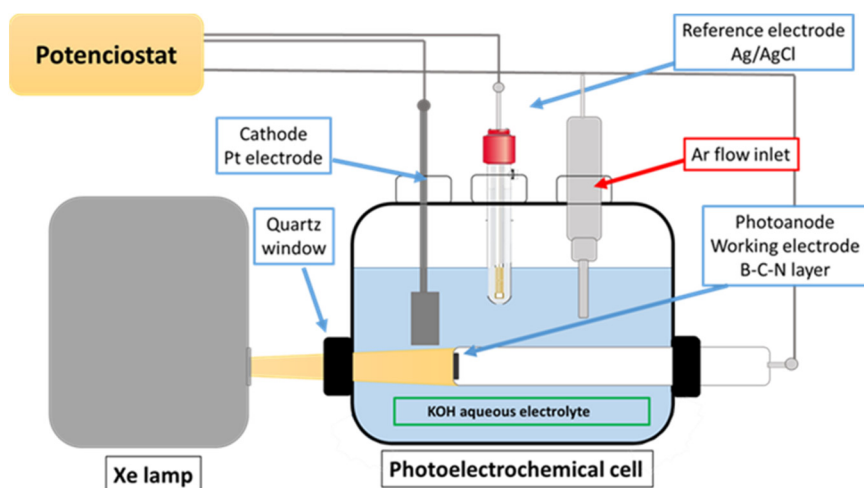 Potenciostat
Reference electrode
Ag/AgCl
Cathode
Pt electrode
Ar flow inlet
Quartz
window
Photoanode
Working electrode
B-C-N layer
KOH aqueous electrolyte
Xe lamp
Photoelectrochemical cell